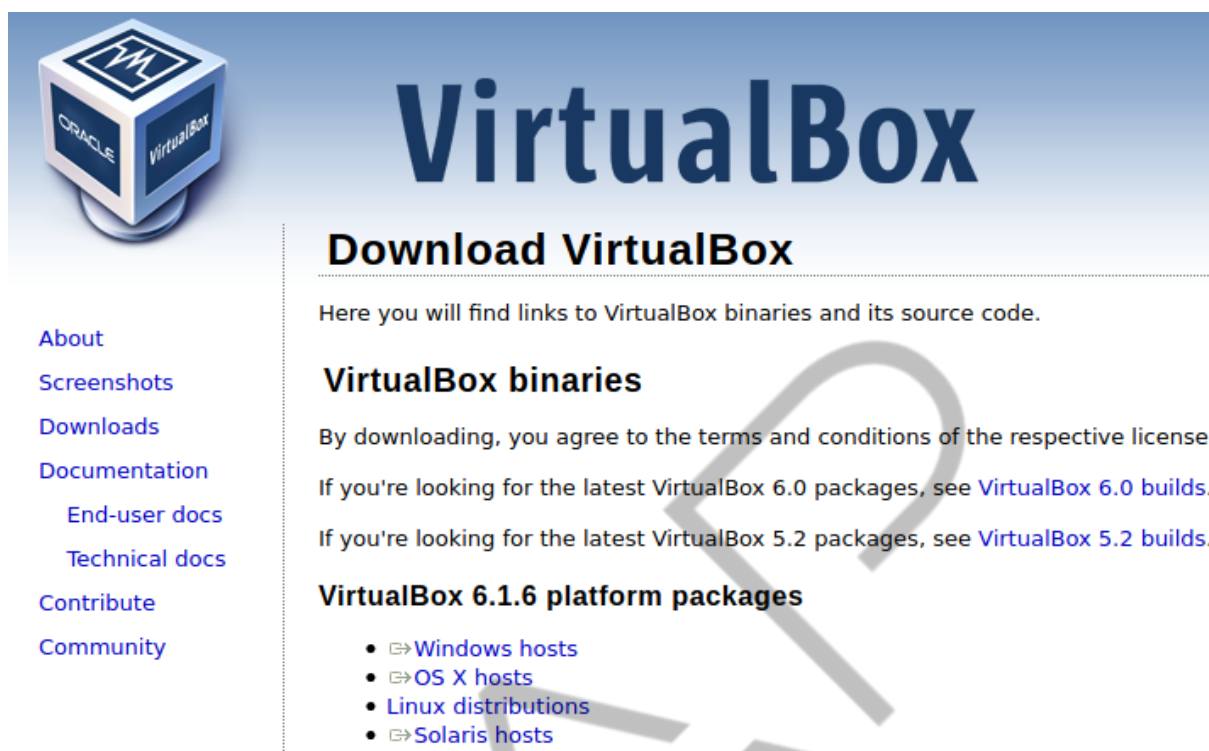 ORACLE
VirtualBox
VirtualBox
Download VirtualBox
Here you will find links to VirtualBox binaries and its source code.
About
Screenshots
Downloads
Documentation
End-user docs
Technical docs
Contribute
Community
VirtualBox binaries
By downloading, you agree to the terms and conditions of the respective license
If you're looking for the latest VirtualBox 6.0 packages, see VirtualBox 6.0 builds.
If you're looking for the latest VirtualBox 5.2 packages, see VirtualBox 5.2 builds.
VirtualBox 6.1.6 platform packages
Windows hosts
OS X hosts
Linux distributions
Solaris hosts